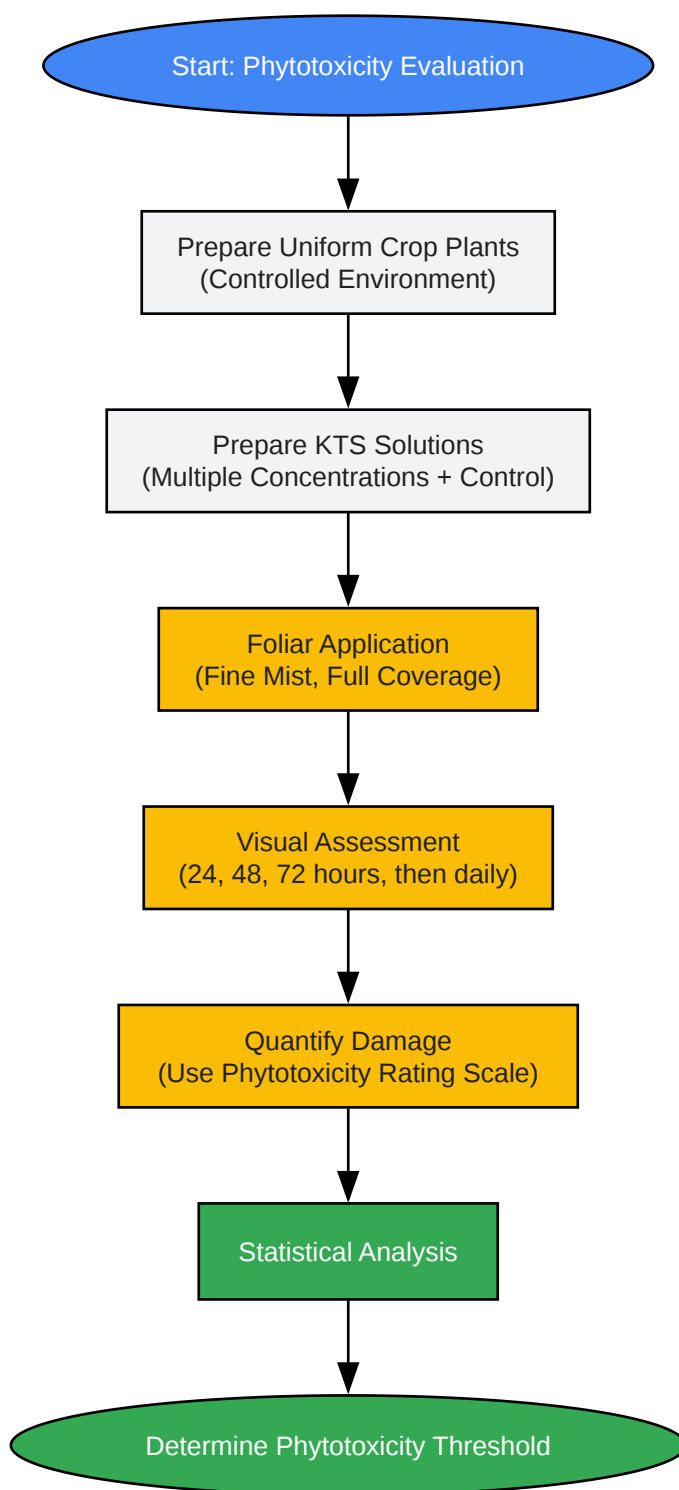 Start: Phytotoxicity Evaluation
Prepare Uniform Crop Plants
(Controlled Environment)
Prepare KTS Solutions
(Multiple Concentrations + Control)
Foliar Application
(Fine Mist, Full Coverage)
Visual Assessment
(24, 48, 72 hours, then daily)
Quantify Damage
(Use Phytotoxicity Rating Scale)
Statistical Analysis
Determine Phytotoxicity Threshold